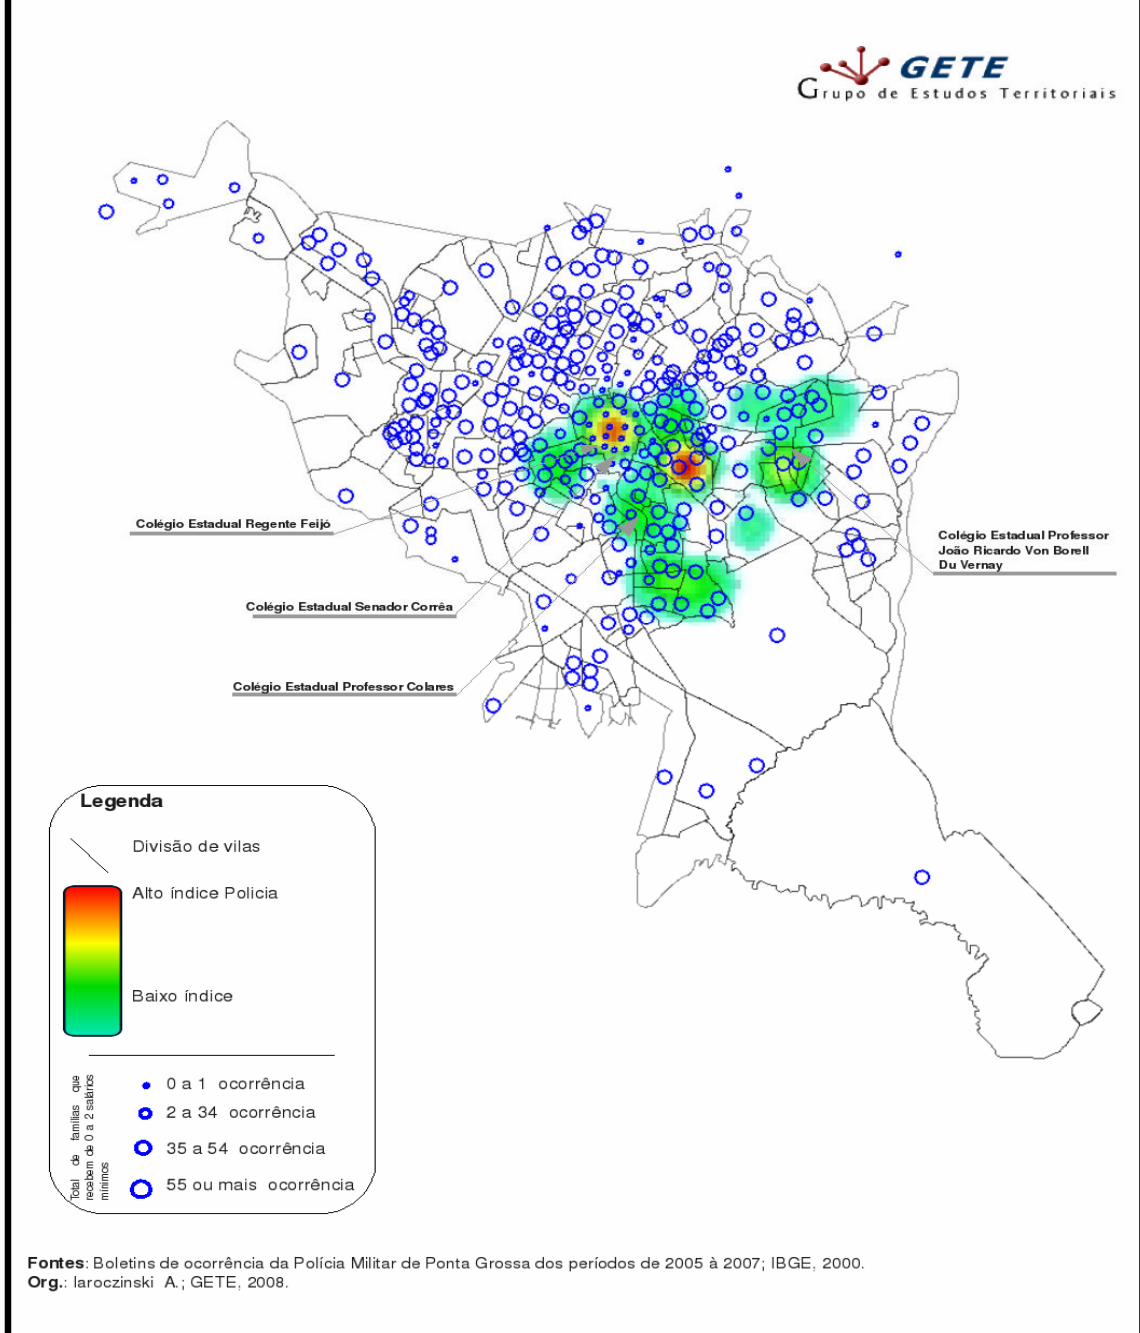 GETE
Grupo de Estudos Territoriais
Colégio Estadual Regente Feijó
Colégio Estadual Professor
João Ricardo Von Borell
Du Vernay
Colégio Estadual Senador Corrêa
Colégio Estadual Professor Colares
Legenda
Divisão de vilas
Alto índice Policia
Baixo índice
Total de famílias que
recebem de 0 a 2 salários
mínimos
0 a 1 ocorrência
2 a 34 ocorrência
35 a 54 ocorrência
55 ou mais ocorrência
Fontes: Boletins de ocorrência da Polícia Militar de Ponta Grossa dos períodos de 2005 à 2007; IBGE, 2000.
Org.: Iaroczinski A.; GETE, 2008.